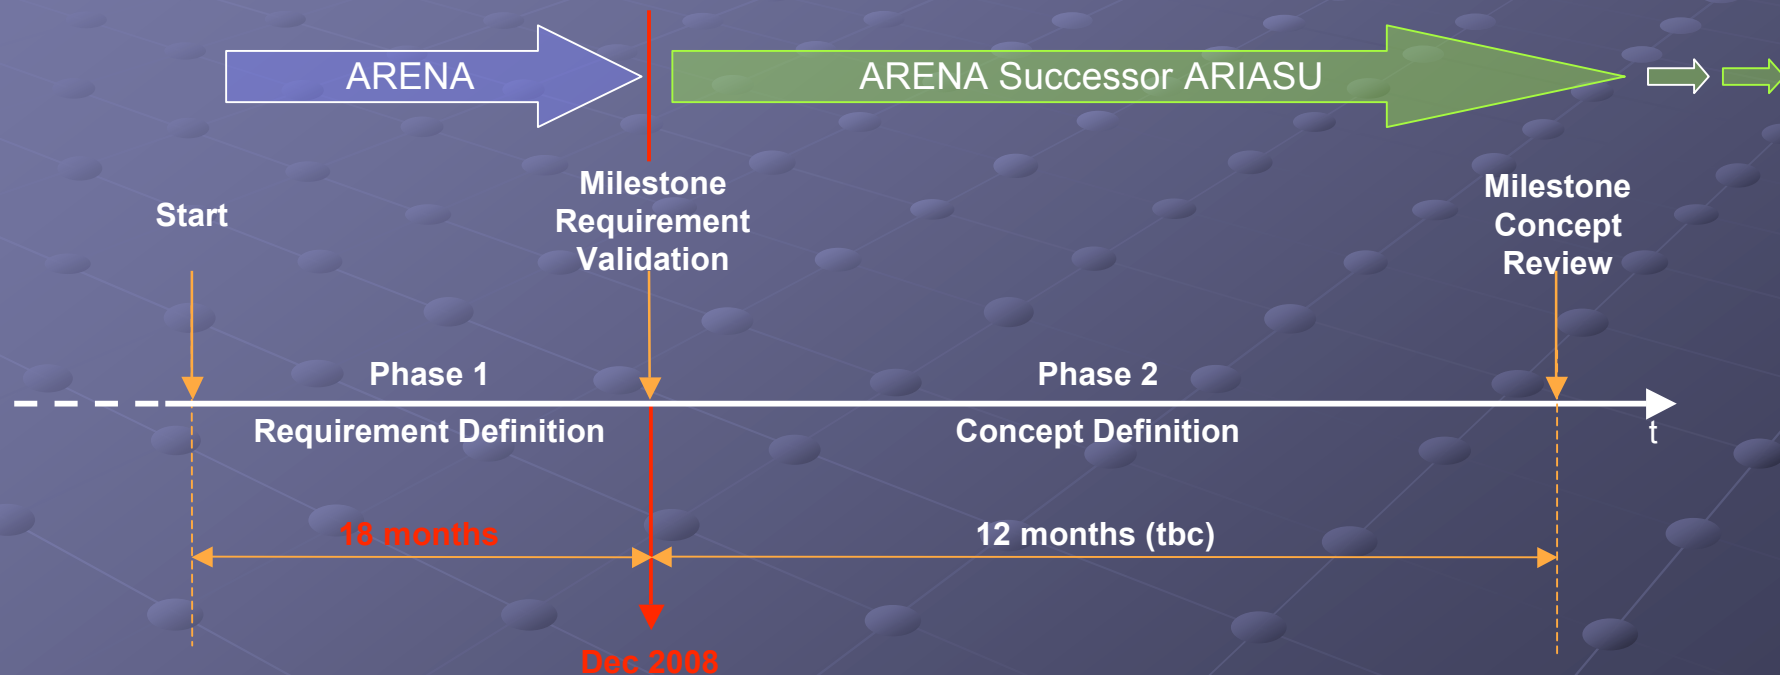 ARENA
ARENA Successor ARIASU
Start
Milestone
Requirement
Validation
Milestone
Concept
Review
Phase 1
Phase 2
Requirement Definition
Concept Definition
t
18 months
12 months (tbc)
Dec 2008